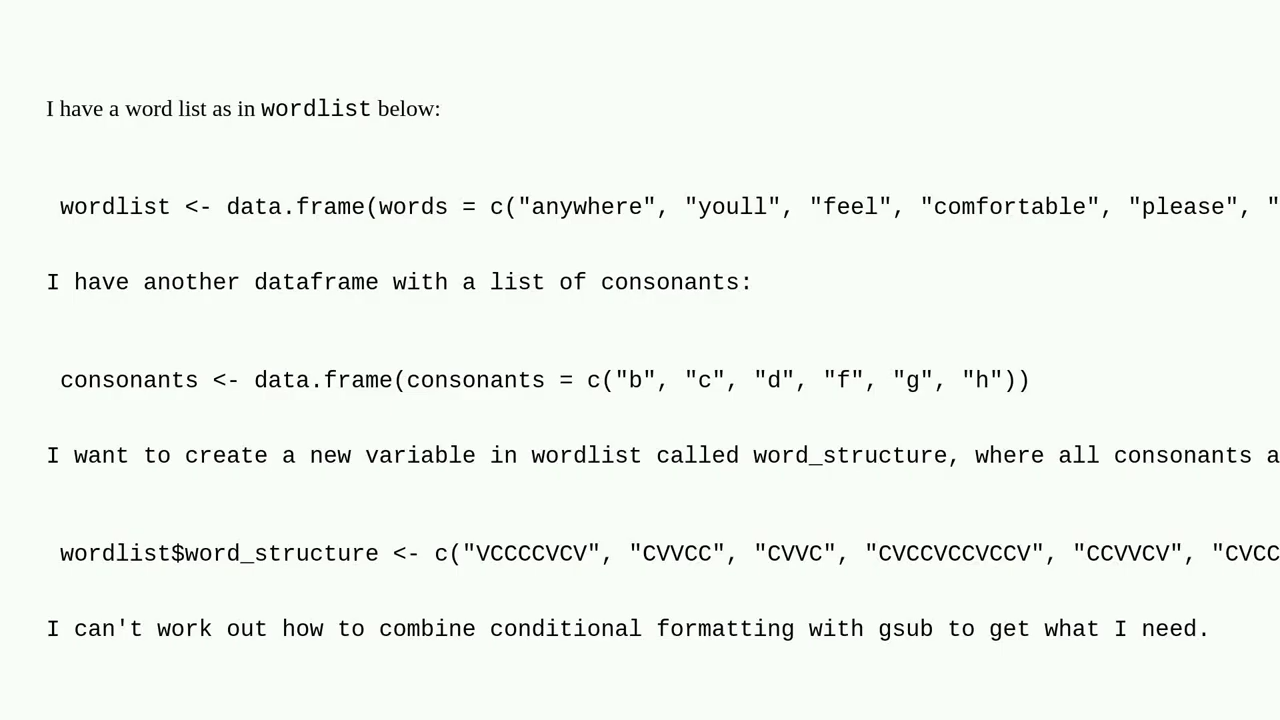 I have a word list as in wordlist below:
wordlist <- data.frame(words = c("anywhere", "youll", "feel", "comfortable", "please", "
I have another dataframe with a list of consonants:
consonants <- data.frame(consonants = c("b", "c", "d", "f", "g", "h"))
I want to create a new variable in wordlist called word_structure, where all consonants a
wordlist$word_structure <- c("VCCCCVCV", "CVVCC", "CVVC", "CVCCVCCVCCV", "CCVVCV", "CVCC
I can't work out how to combine conditional formatting with gsub to get what I need.